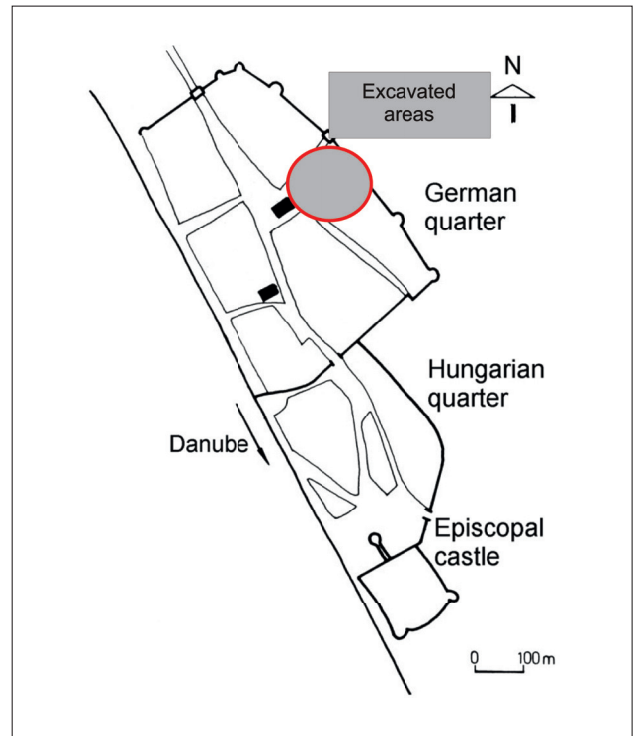 N
Excavated
areas
German
quarter
Hungarian
quarter
Danube
Episcopal
castle
0 100 m